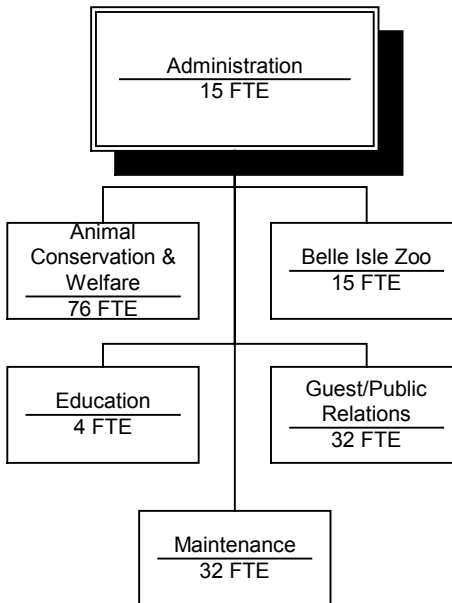 Administration
15 FTE
Animal
Conservation &
Welfare
76 FTE
Belle Isle Zoo
15 FTE
Education
4 FTE
Guest/Public
Relations
32 FTE
Maintenance
32 FTE